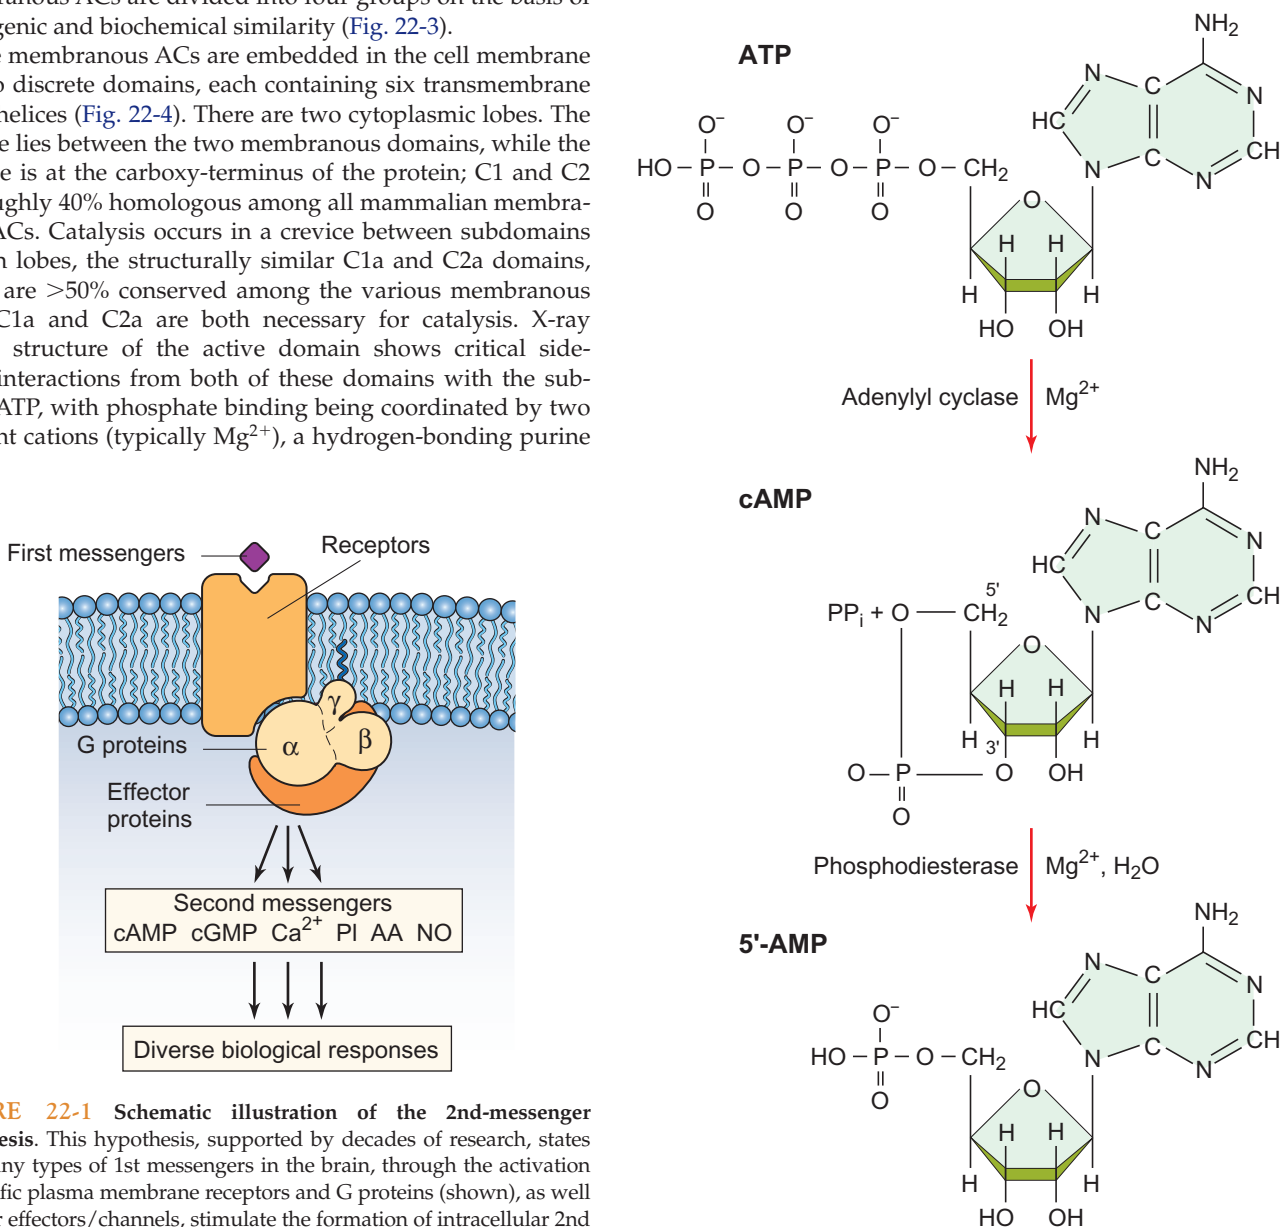 ranous ACs are divided into four groups on the basis of
genic and biochemical similarity (Fig. 22-3).
e membranous ACs are embedded in the cell membrane
o discrete domains, each containing six transmembrane
helices (Fig. 22-4). There are two cytoplasmic lobes. The
e lies between the two membranous domains, while the
e is at the carboxy-terminus of the protein; C1 and C2
ughly 40% homologous among all mammalian membra-
ACs. Catalysis occurs in a crevice between subdomains
h lobes, the structurally similar C1a and C2a domains,
are >50% conserved among the various membranous
C1a and C2a are both necessary for catalysis. X-ray
structure of the active domain shows critical side-
interactions from both of these domains with the sub-
ATP, with phosphate binding being coordinated by two
nt cations (typically Mg²⁺), a hydrogen-bonding purine
First messengers
Receptors
γ
G proteins
α
β
Effector
proteins
Second messengers
cAMP cGMP Ca²⁺ PI AA NO
Diverse biological responses
RE 22-1 Schematic illustration of the 2nd-messenger
esis. This hypothesis, supported by decades of research, states
ny types of 1st messengers in the brain, through the activation
fic plasma membrane receptors and G proteins (shown), as well
r effectors/channels, stimulate the formation of intracellular 2nd
ATP
NH₂
N
C
N
HC
CH
N
C
N
O⁻ O⁻ O⁻
HO – P – O – P – O – P – O – CH₂
O O O
O
H H
H H
HO OH
Adenylyl cyclase Mg²⁺
cAMP
NH₂
N
C
N
HC
CH
N
C
N
5'
PPᵢ + O CH₂
O
H H
H 3' H
O – P O OH
O
Phosphodiesterase Mg²⁺, H₂O
5'-AMP
NH₂
N
C
N
HC
CH
N
C
N
O⁻
HO – P – O – CH₂
O
O
H H
H H
HO OH